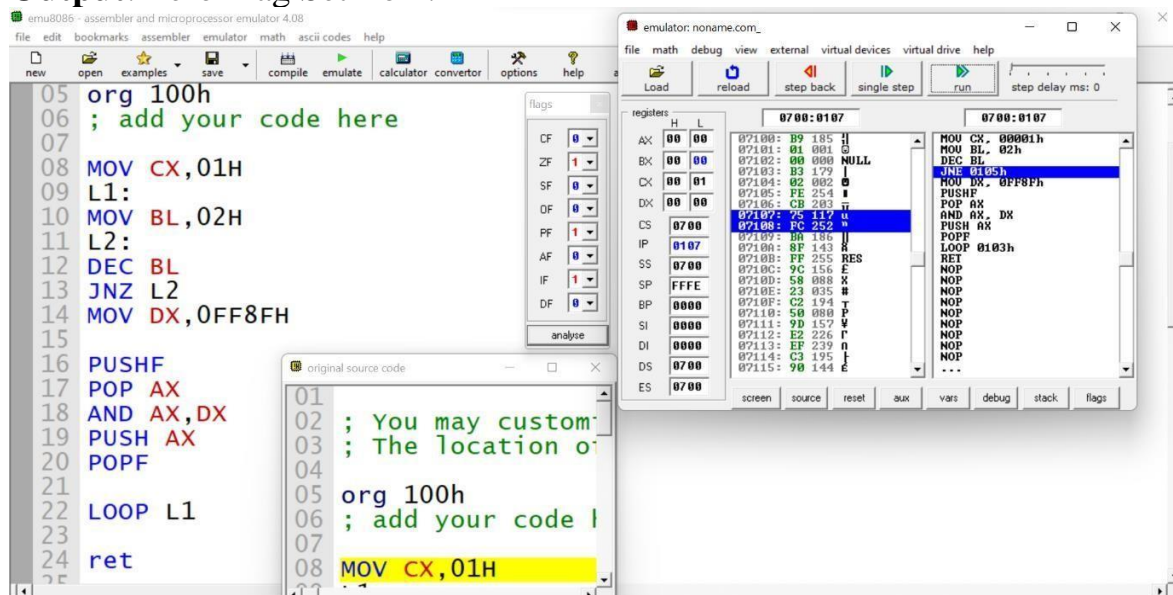 emu8086 - assembler and microprocessor emulator 4.08
file edit bookmarks assembler emulator math ascii codes help
new open examples save compile emulate calculator convertor options help
05 org 100h
06 ; add your code here
07
08 MOV CX,01H
09 L1:
10 MOV BL,02H
11 L2:
12 DEC BL
13 JNZ L2
14 MOV DX,0FF8FH
15
16 PUSHF
17 POP AX
18 AND AX,DX
19 PUSH AX
20 POPF
21
22 LOOP L1
23
24 ret
flags
CF 0
ZF 1
SF 0
OF 0
PF 1
AF 0
IF 1
DF 0
analyse
original source code
01
02 ; You may custom
03 ; The location o
04
05 org 100h
06 ; add your code
07
08 MOV CX,01H
emulator: noname.com_
file math debug view external virtual devices virtual drive help
Load reload step back single step run step delay ms: 0
registers
H L
AX 00 00
BX 00 00
CX 00 01
DX 00 00
CS 0700
IP 0107
SS 0700
SP FFFE
BP 0000
SI 0000
DI 0000
DS 0700
ES 0700
0700:0107
07100: B9 185 ╣
07101: 01 001 ☺
07102: 00 000 NULL
07103: B3 179 │
07104: 02 002 ☻
07105: FE 254 ■
07106: CB 203 ╦
07107: 75 117 u
07108: FC 252 ⁿ
07109: BA 186 ║
0710A: 8F 143
0710B: FF 255 RES
0710C: 9C 156 £
0710D: 58 088 X
0710E: 23 035 #
0710F: C2 194 ┬
07110: 50 080 P
07111: 9D 157 ¥
07112: E2 226 Γ
07113: EF 239 ∩
07114: C3 195 ├
07115: 90 144 É
0700:0107
MOV CX, 00001h
MOV BL, 02h
DEC BL
JNE 0105h
MOV DX, 0FF8Fh
PUSHF
POP AX
AND AX, DX
PUSH AX
POPF
LOOP 0103h
RET
NOP
NOP
NOP
NOP
NOP
NOP
NOP
NOP
NOP
...
screen source reset aux vars debug stack flags